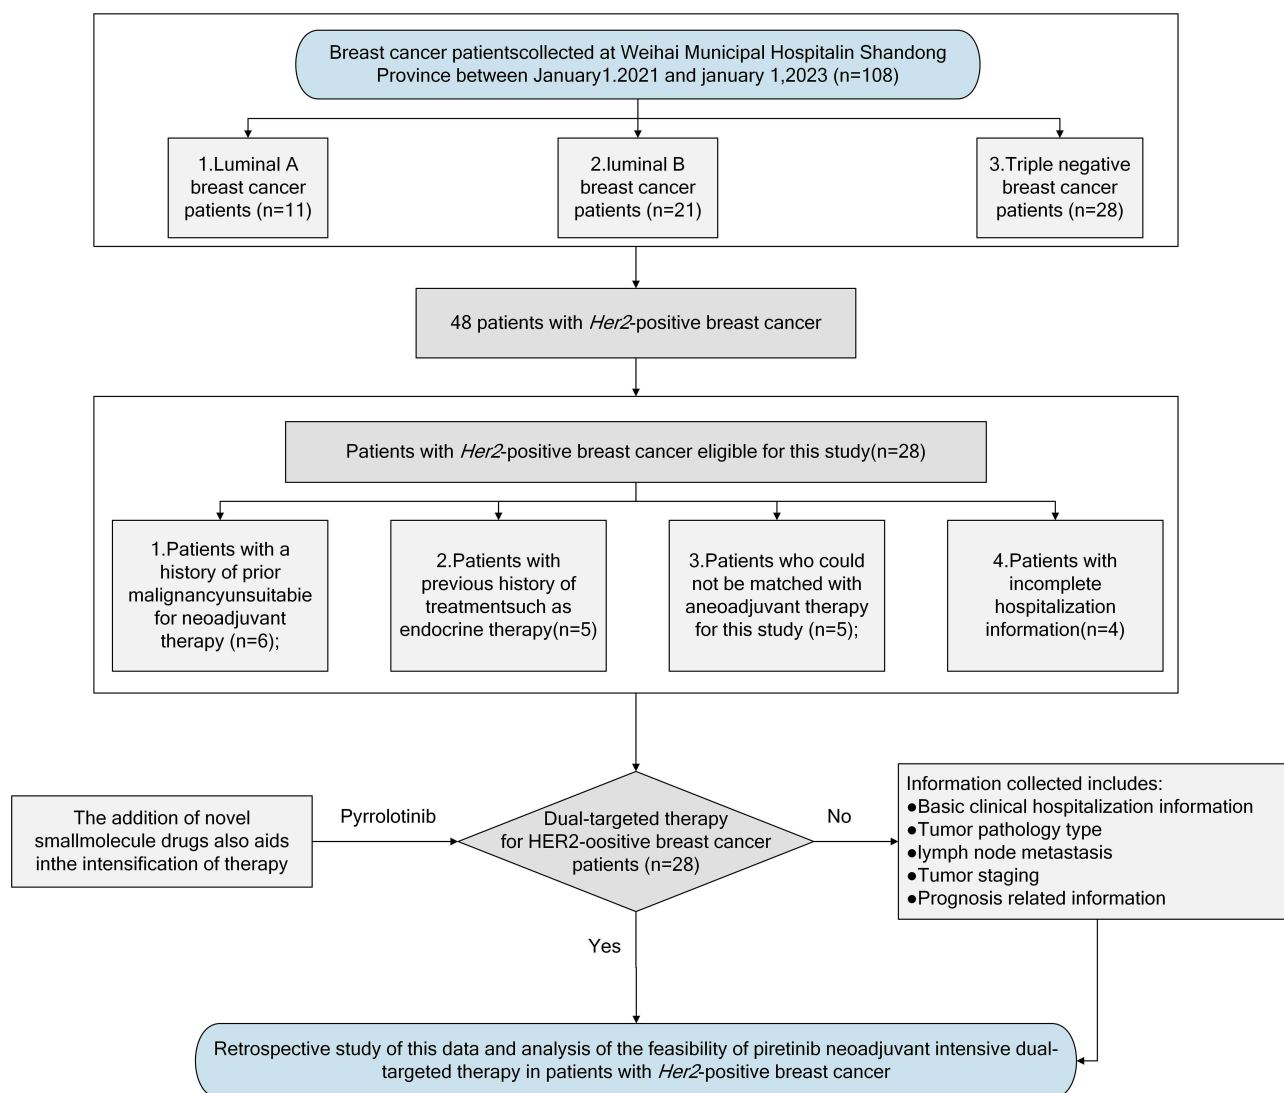 Breast cancer patientscollected at Weihai Municipal Hospitalin Shandong
Province between January1.2021 and january 1,2023 (n=108)
1.Luminal A
breast cancer
patients (n=11)
2.luminal B
breast cancer
patients (n=21)
3.Triple negative
breast cancer
patients (n=28)
48 patients with Her2-positive breast cancer
Patients with Her2-positive breast cancer eligible for this study(n=28)
1.Patients with a
history of prior
malignancyunsuitabie
for neoadjuvant
therapy (n=6);
2.Patients with
previous history of
treatmentsuch as
endocrine therapy(n=5)
3.Patients who could
not be matched with
aneoadjuvant therapy
for this study (n=5);
4.Patients with
incomplete
hospitalization
information(n=4)
The addition of novel
smallmolecule drugs also aids
inthe intensification of therapy
Pyrrolotinib
Dual-targeted therapy
for HER2-oositive breast cancer
patients (n=28)
No
Information collected includes:
●Basic clinical hospitalization information
●Tumor pathology type
●lymph node metastasis
●Tumor staging
●Prognosis related information
Yes
Retrospective study of this data and analysis of the feasibility of piretinib neoadjuvant intensive dual-
targeted therapy in patients with Her2-positive breast cancer